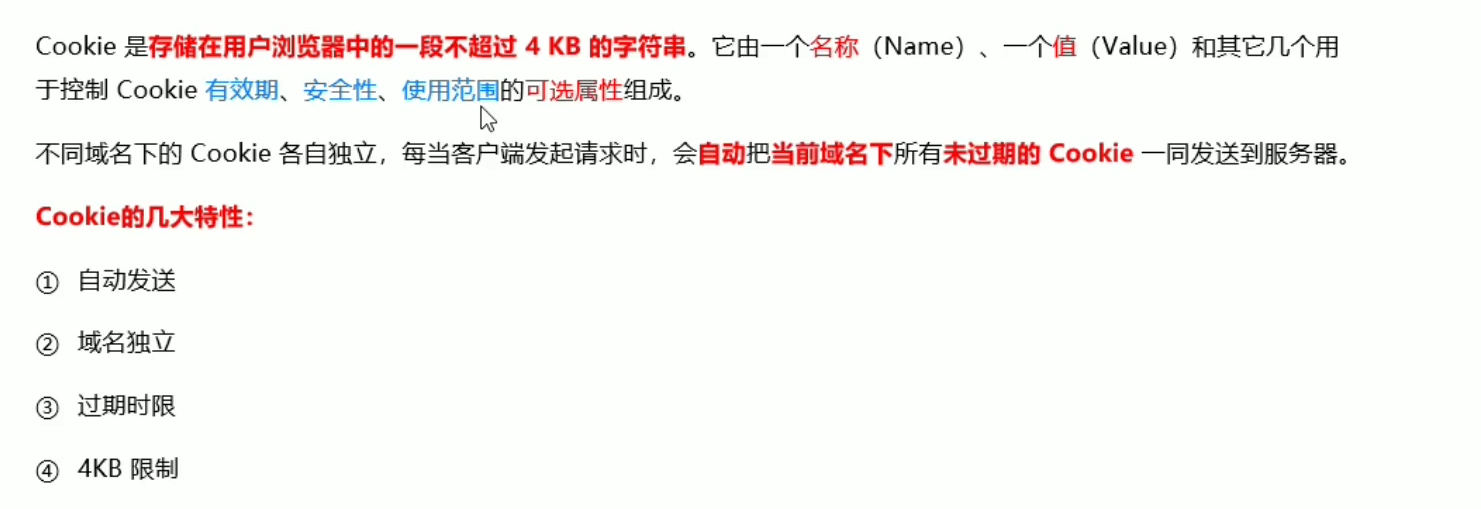 Cookie 是存储在用户浏览器中的一段不超过 4 KB 的字符串。它由一个名称（Name）、一个值（Value）和其它几个用
于控制 Cookie 有效期、安全性、使用范围的可选属性组成。
不同域名下的 Cookie 各自独立，每当客户端发起请求时，会自动把当前域名下所有未过期的 Cookie 一同发送到服务器。
Cookie的几大特性：
① 自动发送
② 域名独立
③ 过期时限
④ 4KB 限制